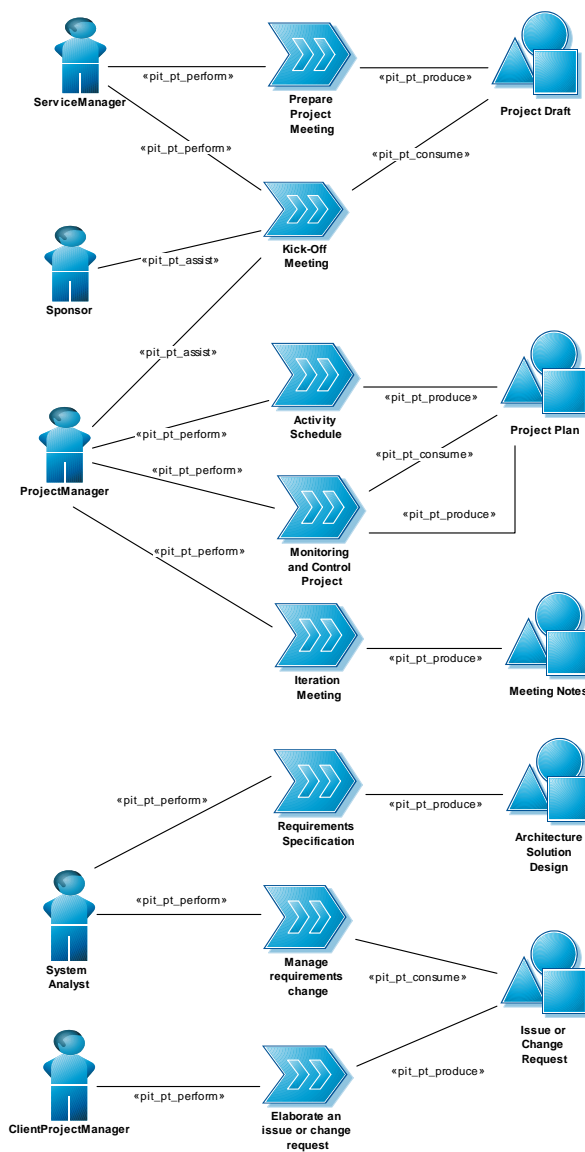 «pit_pt_perform»
«pit_pt_produce»
ServiceManager
Prepare
Project
Meeting
Project Draft
«pit_pt_perform»
«pit_pt_consume»
Kick-Off
Meeting
«pit_pt_assist»
Sponsor
«pit_pt_assist»
«pit_pt_produce»
Activity
Schedule
Project Plan
«pit_pt_perform»
«pit_pt_consume»
«pit_pt_perform»
ProjectManager
«pit_pt_produce»
Monitoring
and Control
Project
«pit_pt_perform»
«pit_pt_produce»
Iteration
Meeting
Meeting Notes
«pit_pt_perform»
«pit_pt_produce»
Requirements
Specification
Architecture
Solution
Design
«pit_pt_perform»
System
Analyst
Manage
requirements
change
«pit_pt_consume»
Issue or
Change
Request
«pit_pt_produce»
«pit_pt_perform»
ClientProjectManager
Elaborate an
issue or change
request